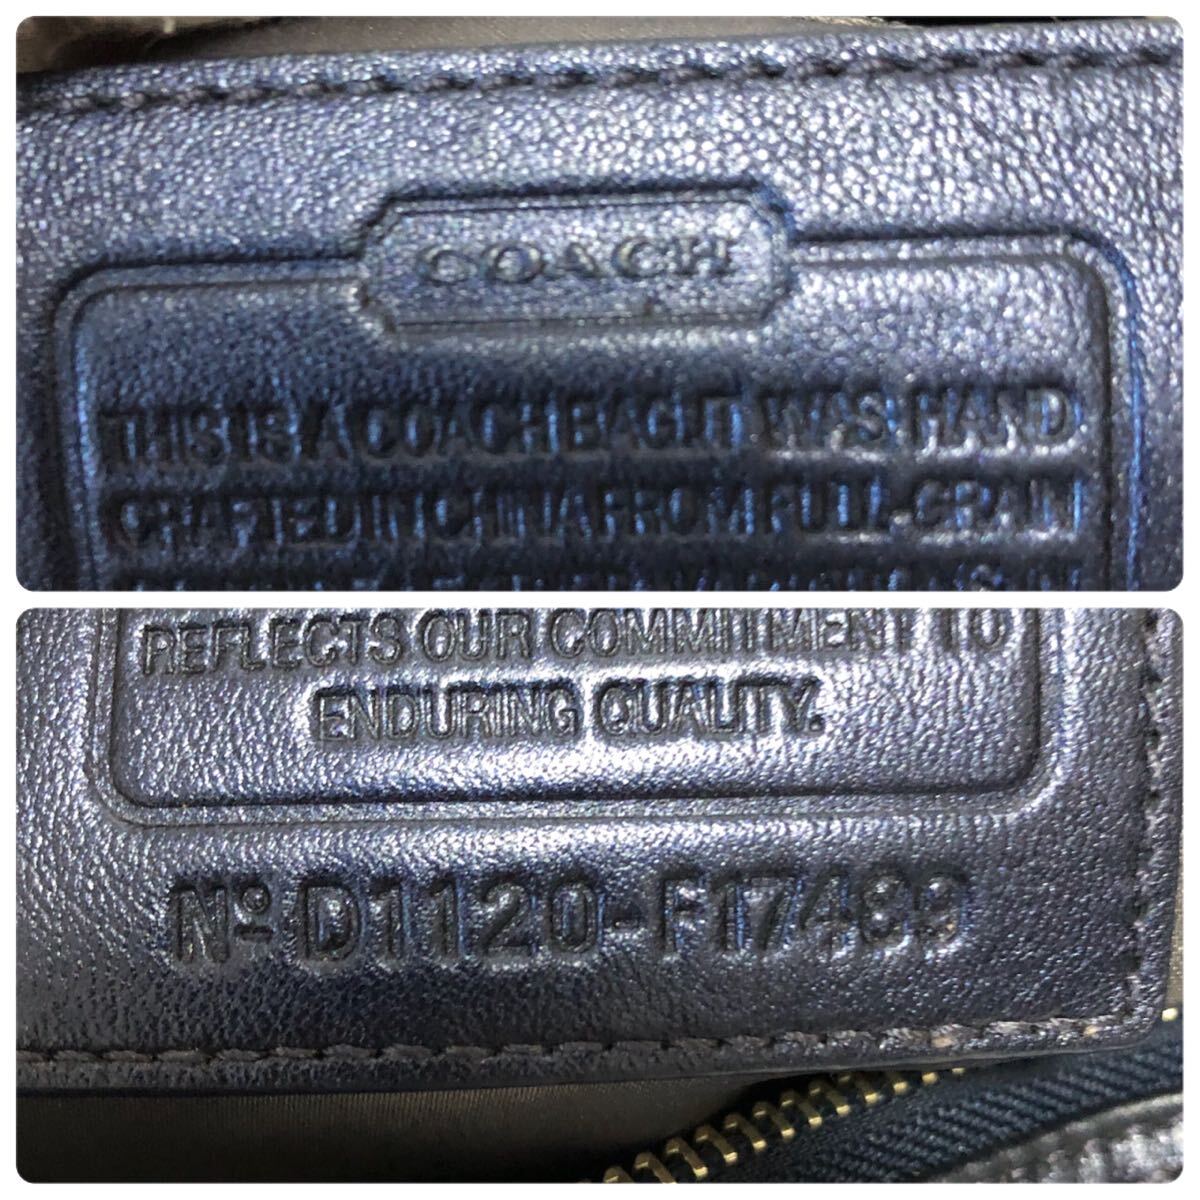 COACH
THIS IS A COACH BAG. IT WAS HAND
CRAFTED IN CHINA FROM FULL-GRAIN
REFLECTS OUR COMMITMENT TO
ENDURING QUALITY.
Nº D1120-F17489